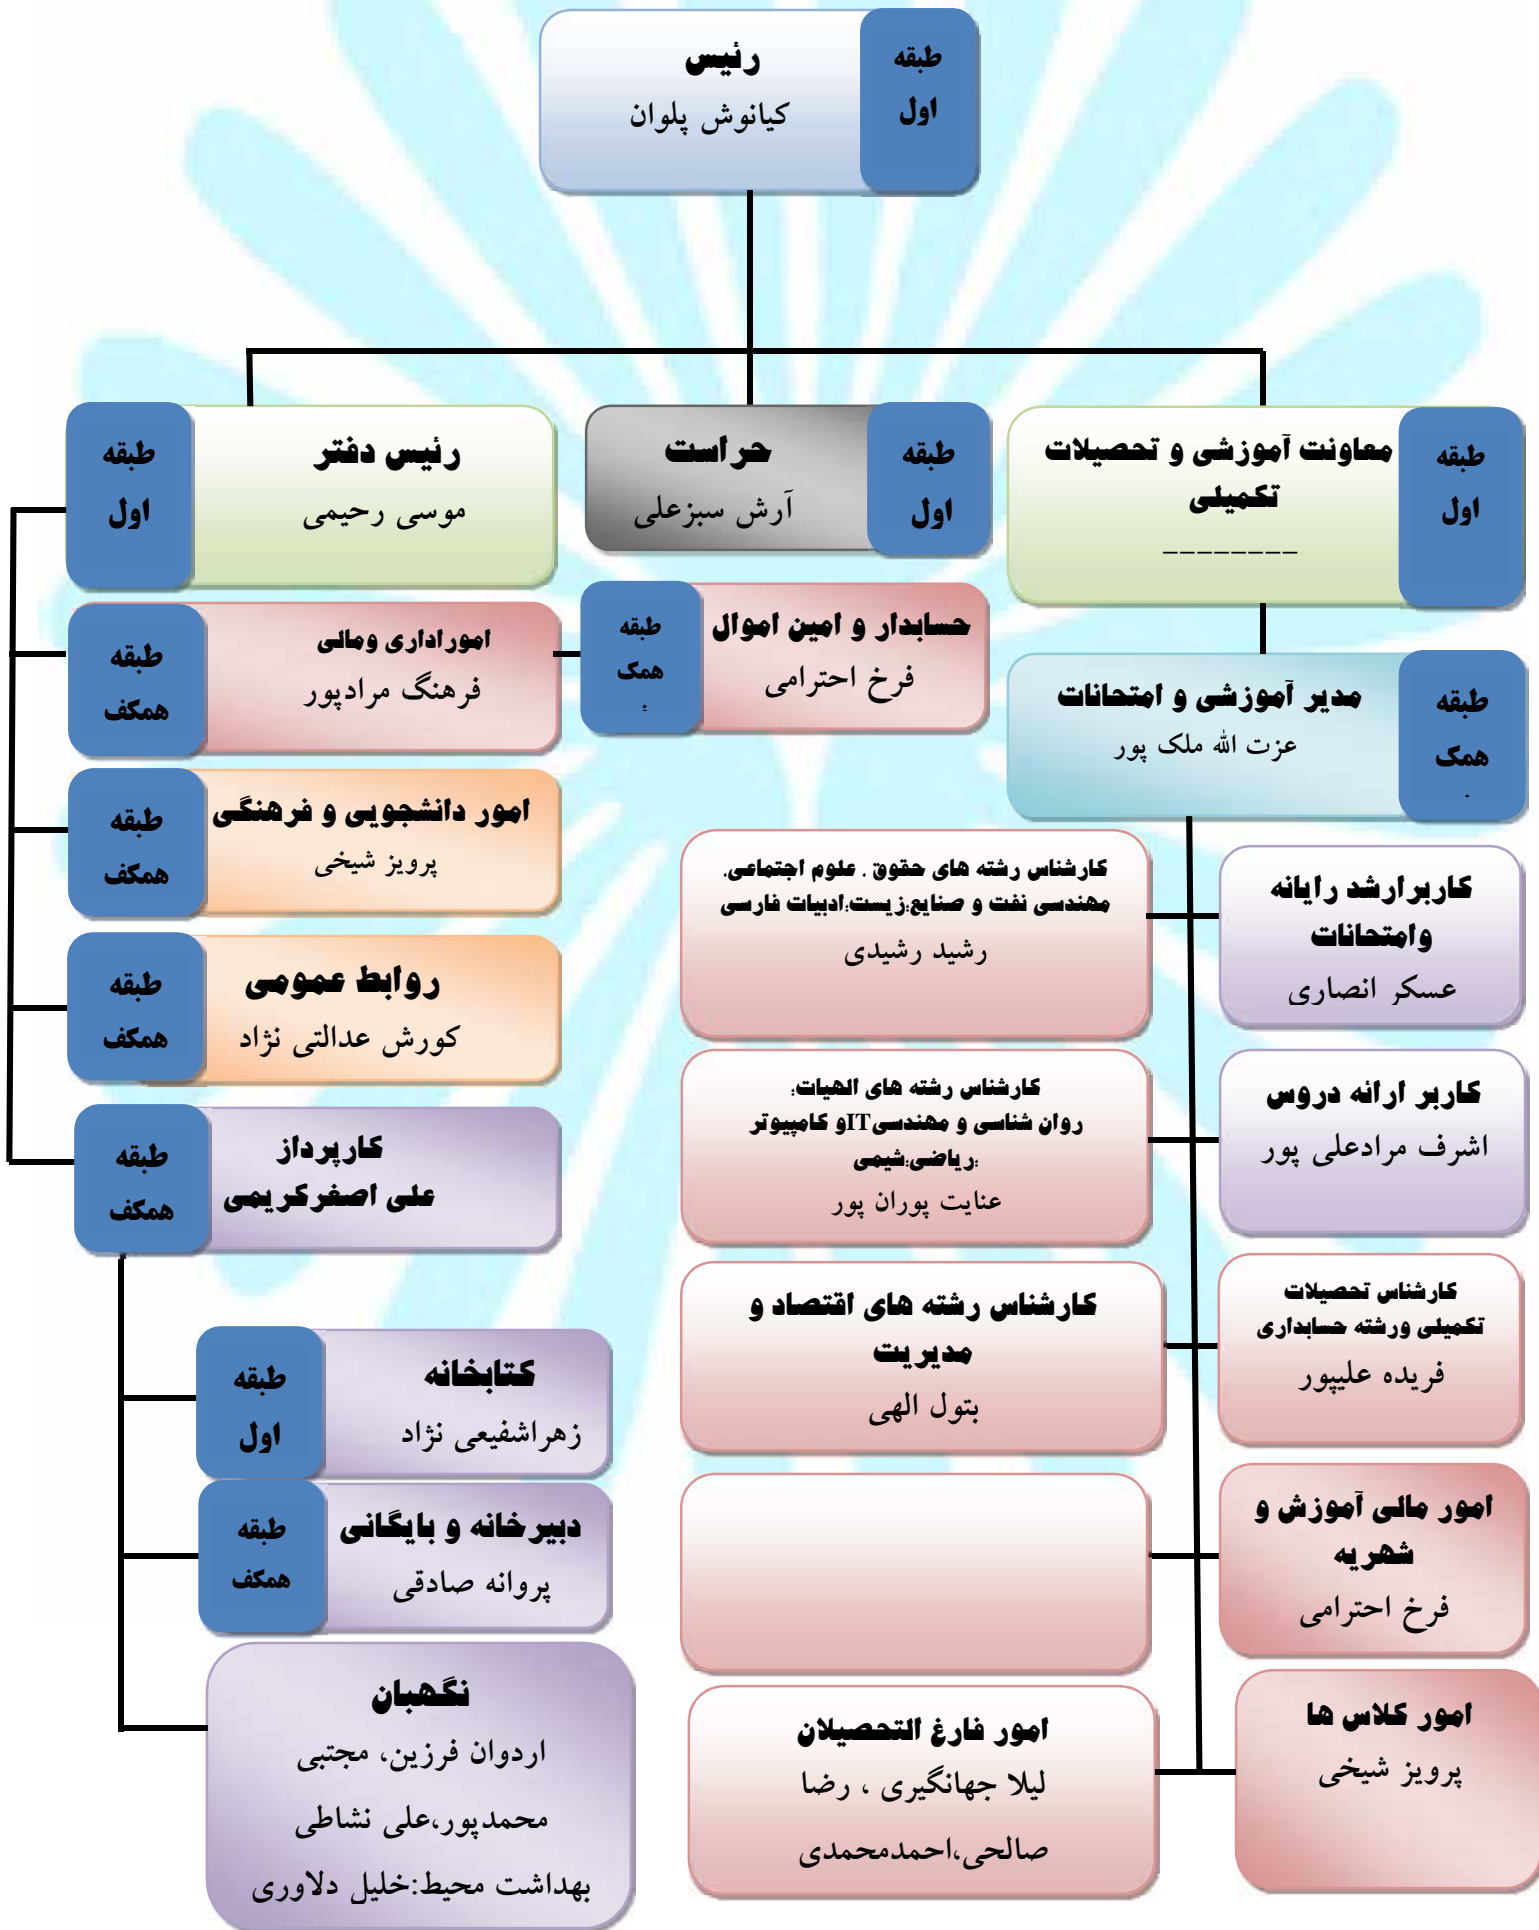 رئیس
کیانوش پلوان
طبقه
اول
معاونت آموزشی و تحصیلات
تکمیلی
--------
طبقه
اول
حراست
آرش سبزعلی
طبقه
اول
رئیس دفتر
موسی رحیمی
طبقه
اول
حسابدار و امین اموال
فرخ احترامی
طبقه
همک
اموراداری ومالی
فرهنگ مرادپور
طبقه
همکف
مدیر آموزشی و امتحانات
عزت الله ملک پور
طبقه
همک
امور دانشجویی و فرهنگی
پرویز شیخی
طبقه
همکف
روابط عمومی
کورش عدالتی نژاد
طبقه
همکف
کارپرداز
علی اصغرکریمی
طبقه
همکف
کتابخانه
زهراشفیعی نژاد
طبقه
اول
دبیرخانه و بایگانی
پروانه صادقی
طبقه
همکف
نگهبان
اردوان فرزین، مجتبی
محمدپور،علی نشاطی
بهداشت محیط:خلیل دلاوری
کاربرارشد رایانه
وامتحانات
عسکر انصاری
کارشناس رشته های حقوق ، علوم اجتماعی،
مهندسی نفت و صنایع؛زیست؛ادبیات فارسی
رشید رشیدی
کاربر ارائه دروس
اشرف مرادعلی پور
کارشناس رشته های الهیات؛
روان شناسی و مهندسیITو کامپیوتر
؛ریاضی؛شیمی
عنایت پوران پور
کارشناس تحصیلات
تکمیلی ورشته حسابداری
فریده علیپور
کارشناس رشته های اقتصاد و
مدیریت
بتول الهی
امور مالی آموزش و
شهریه
فرخ احترامی
امور کلاس ها
پرویز شیخی
امور فارغ التحصیلان
لیلا جهانگیری ، رضا
صالحی،احمدمحمدی